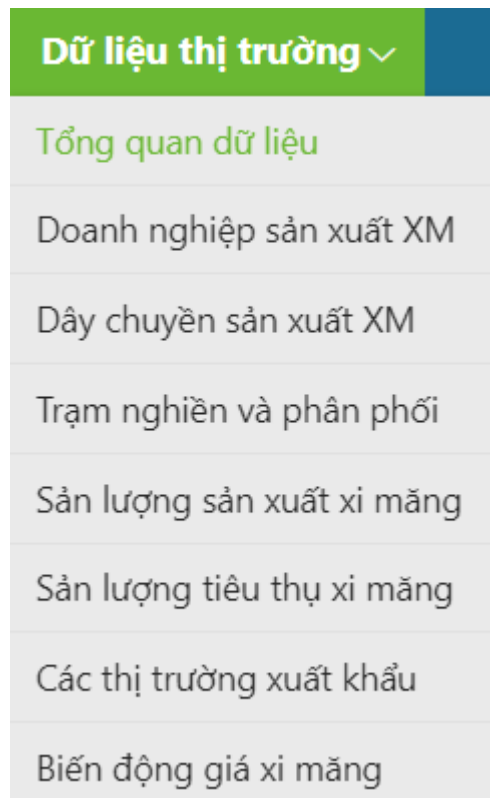 Dữ liệu thị trường
Tổng quan dữ liệu
Doanh nghiệp sản xuất XM
Dây chuyền sản xuất XM
Trạm nghiền và phân phối
Sản lượng sản xuất xi măng
Sản lượng tiêu thụ xi măng
Các thị trường xuất khẩu
Biến động giá xi măng